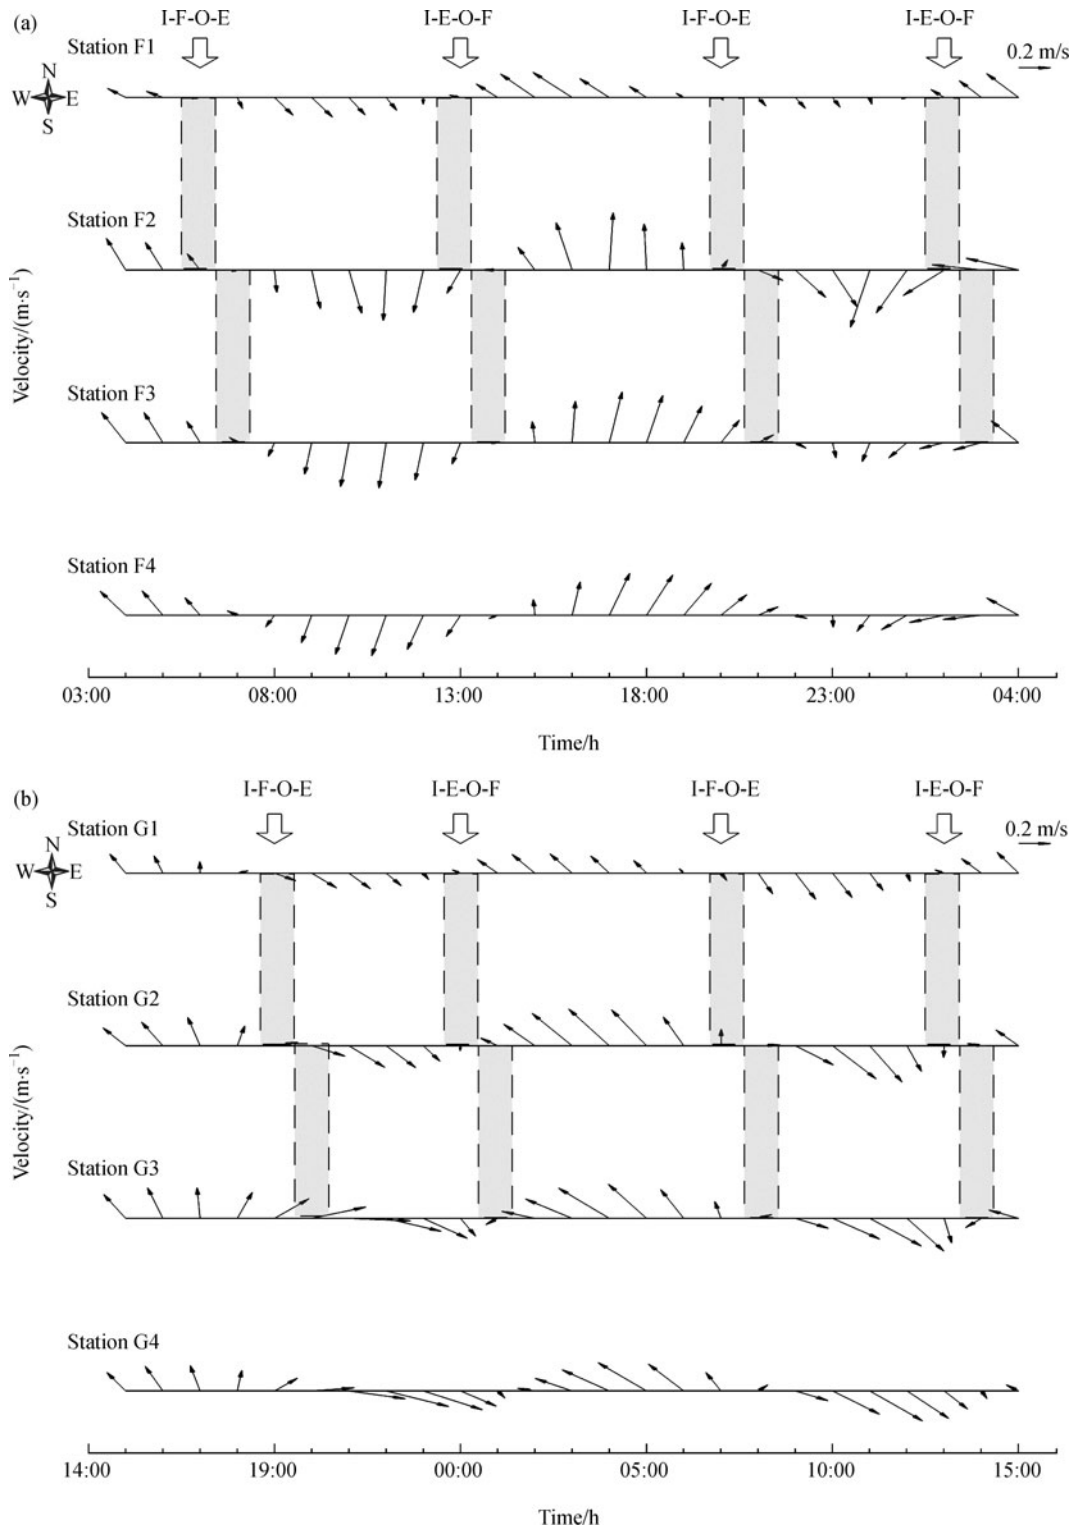 (a)
I-F-O-E I-E-O-F I-F-O-E I-E-O-F
Station F1
0.2 m/s
N
W E
S
Station F2
Velocity/(m·s⁻¹)
Station F3
Station F4
03:00 08:00 13:00 18:00 23:00 04:00
Time/h
(b)
I-F-O-E I-E-O-F I-F-O-E I-E-O-F
Station G1
0.2 m/s
N
W E
S
Station G2
Velocity/(m·s⁻¹)
Station G3
Station G4
14:00 19:00 00:00 05:00 10:00 15:00
Time/h